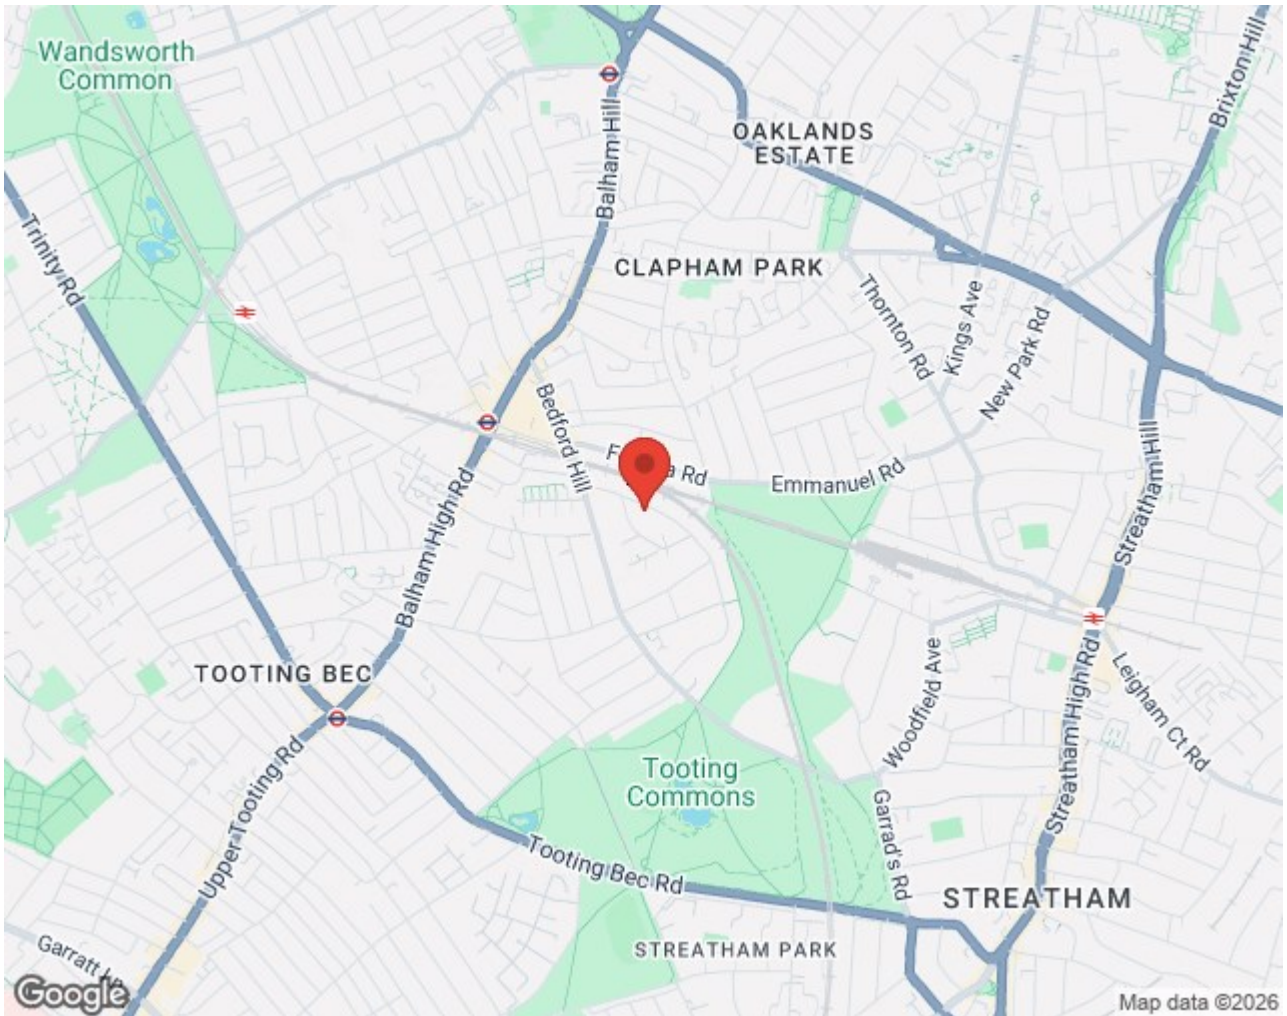 Wandsworth
Common
Brixton Hill
OAKLANDS
ESTATE
Balham Hill
Trinity Rd
CLAPHAM PARK
Thornton Rd
Kings Ave
New Park Rd
Bedford Hill
Rd
Emmanuel Rd
Streatham Hill
Balham High Rd
TOOTING BEC
Woodfield Ave
Leigham Ct Rd
Streatham High Rd
Upper Tooting Rd
Tooting
Commons
Garrad's Rd
Tooting Bec Rd
STREATHAM
STREATHAM PARK
Garratt Ln
Google
Map data ©2026